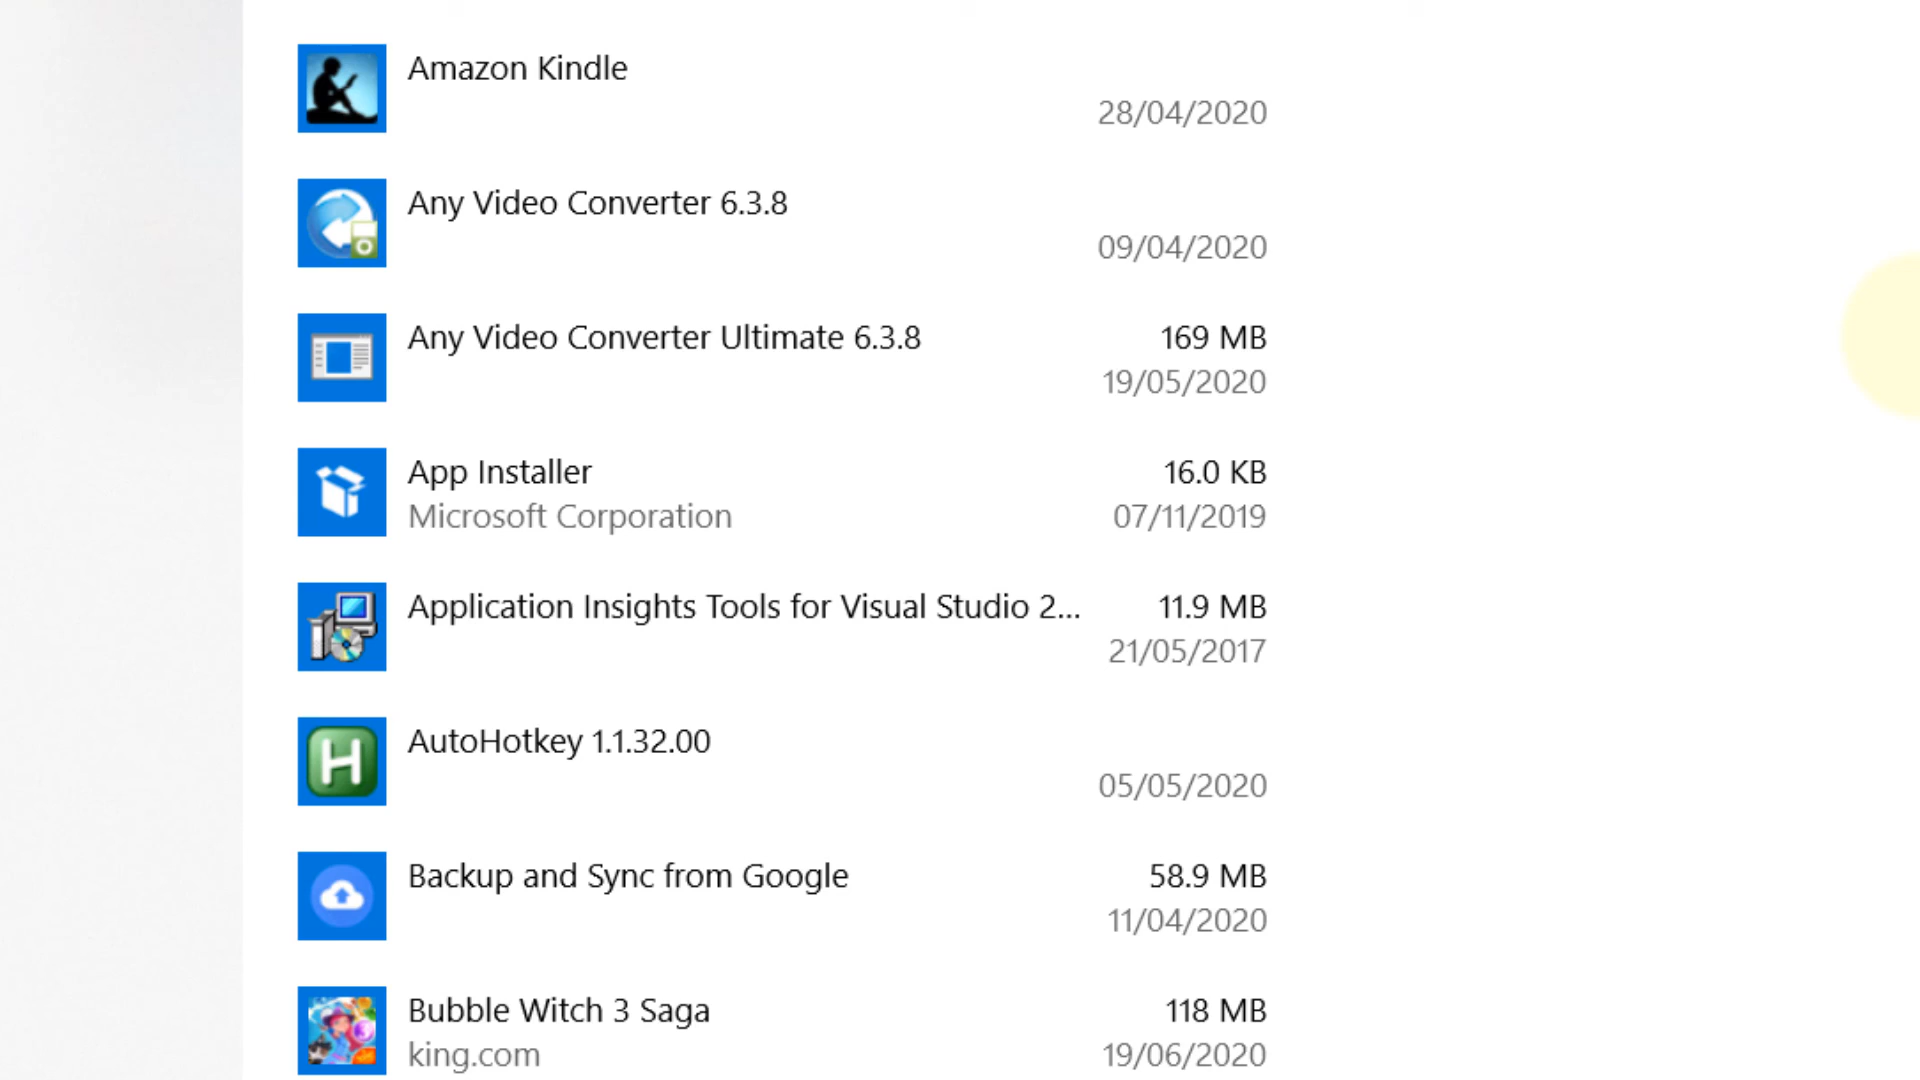 Amazon Kindle
28/04/2020
Any Video Converter 6.3.8
09/04/2020
Any Video Converter Ultimate 6.3.8 169 MB
19/05/2020
App Installer 16.0 KB
Microsoft Corporation 07/11/2019
Application Insights Tools for Visual Studio 2... 11.9 MB
21/05/2017
AutoHotkey 1.1.32.00
05/05/2020
Backup and Sync from Google 58.9 MB
11/04/2020
Bubble Witch 3 Saga 118 MB
king.com 19/06/2020